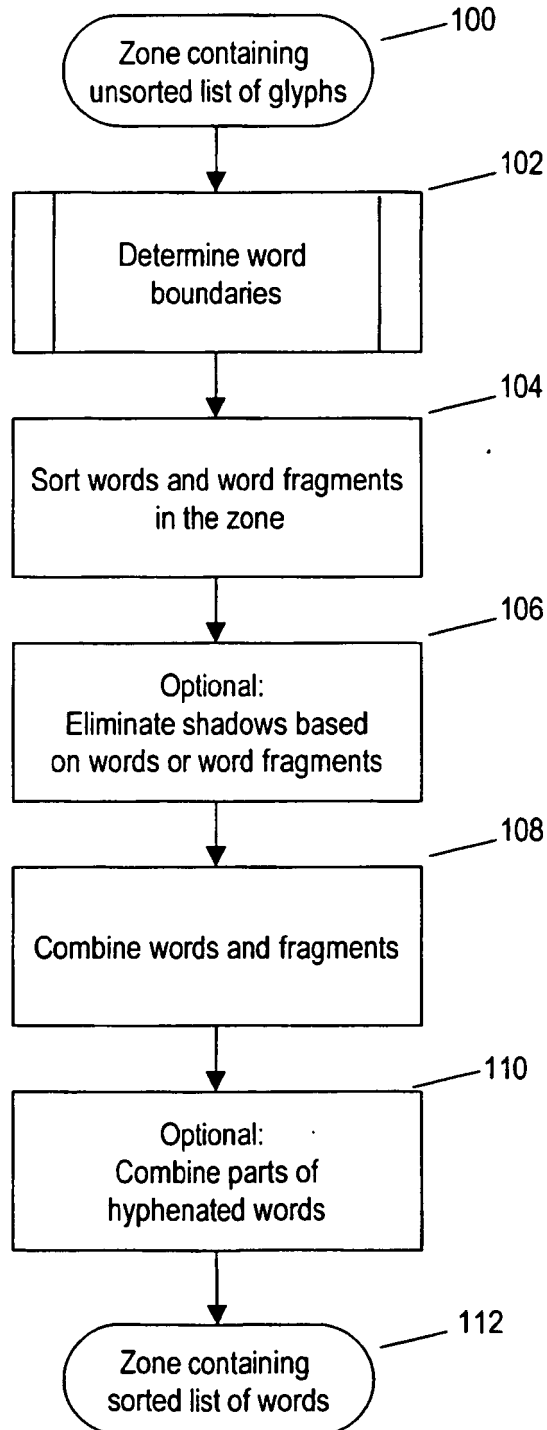 100
Zone containing
unsorted list of glyphs
102
Determine word
boundaries
104
Sort words and word fragments
in the zone
106
Optional:
Eliminate shadows based
on words or word fragments
108
Combine words and fragments
110
Optional:
Combine parts of
hyphenated words
112
Zone containing
sorted list of words